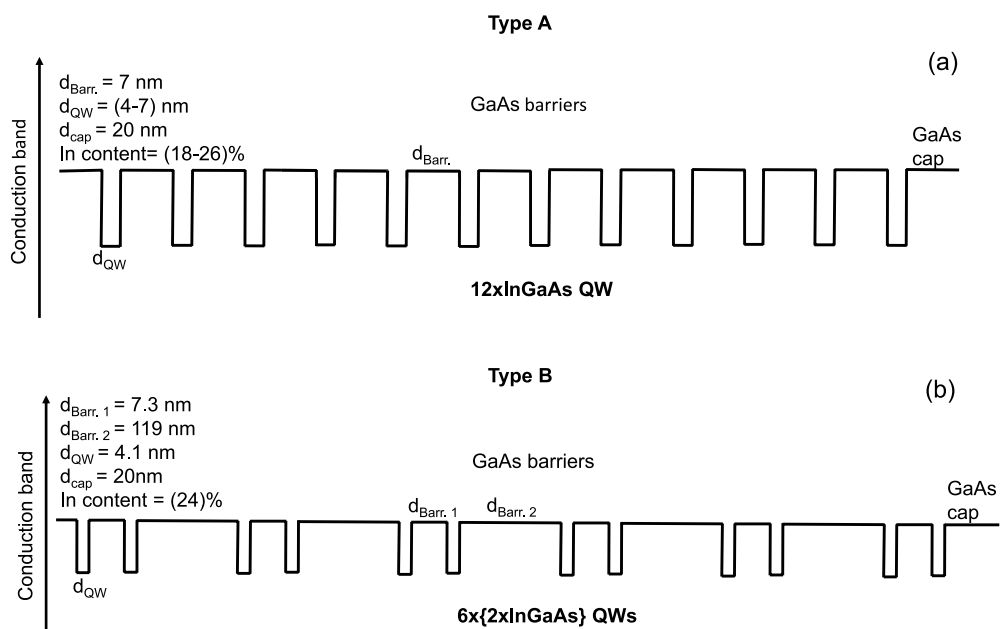 Type A
(a)
d_Barr. = 7 nm
d_QW = (4-7) nm
d_cap = 20 nm
In content= (18-26)%
GaAs barriers
d_Barr.
GaAs
cap
Conduction band
d_QW
12xInGaAs QW
Type B
(b)
d_Barr. 1 = 7.3 nm
d_Barr. 2 = 119 nm
d_QW = 4.1 nm
d_cap = 20nm
In content = (24)%
GaAs barriers
d_Barr. 1
d_Barr. 2
GaAs
cap
Conduction band
d_QW
6x{2xInGaAs} QWs